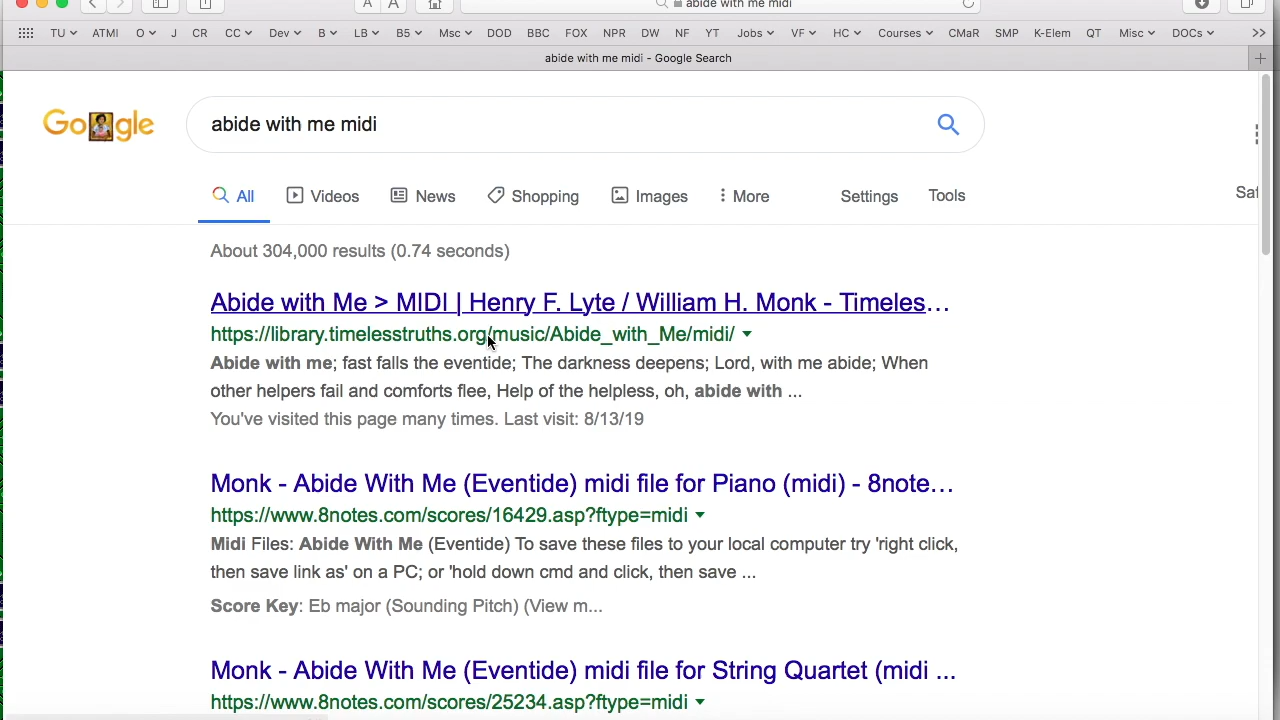 abide with me midi
TU ATMI O J CR CC Dev B LB B5 Msc DOD BBC FOX NPR DW NF YT Jobs VF HC Courses CMaR SMP K-Elem QT Misc DOCs >>
abide with me midi - Google Search
Google
abide with me midi
All Videos News Shopping Images More Settings Tools
About 304,000 results (0.74 seconds)
Abide with Me > MIDI | Henry F. Lyte / William H. Monk - Timeles...
https://library.timelesstruths.org/music/Abide_with_Me/midi/
Abide with me; fast falls the eventide; The darkness deepens; Lord, with me abide; When
other helpers fail and comforts flee, Help of the helpless, oh, abide with ...
You've visited this page many times. Last visit: 8/13/19
Monk - Abide With Me (Eventide) midi file for Piano (midi) - 8note...
https://www.8notes.com/scores/16429.asp?ftype=midi
Midi Files: Abide With Me (Eventide) To save these files to your local computer try 'right click,
then save link as' on a PC; or 'hold down cmd and click, then save ...
Score Key: Eb major (Sounding Pitch) (View m...
Monk - Abide With Me (Eventide) midi file for String Quartet (midi ...
https://www.8notes.com/scores/25234.asp?ftype=midi